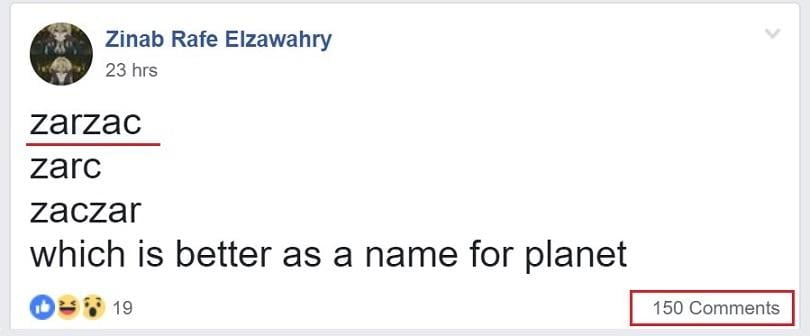 Zinab Rafe Elzawahry
23 hrs
zarzac
zarc
zaczar
which is better as a name for planet
19
150 Comments